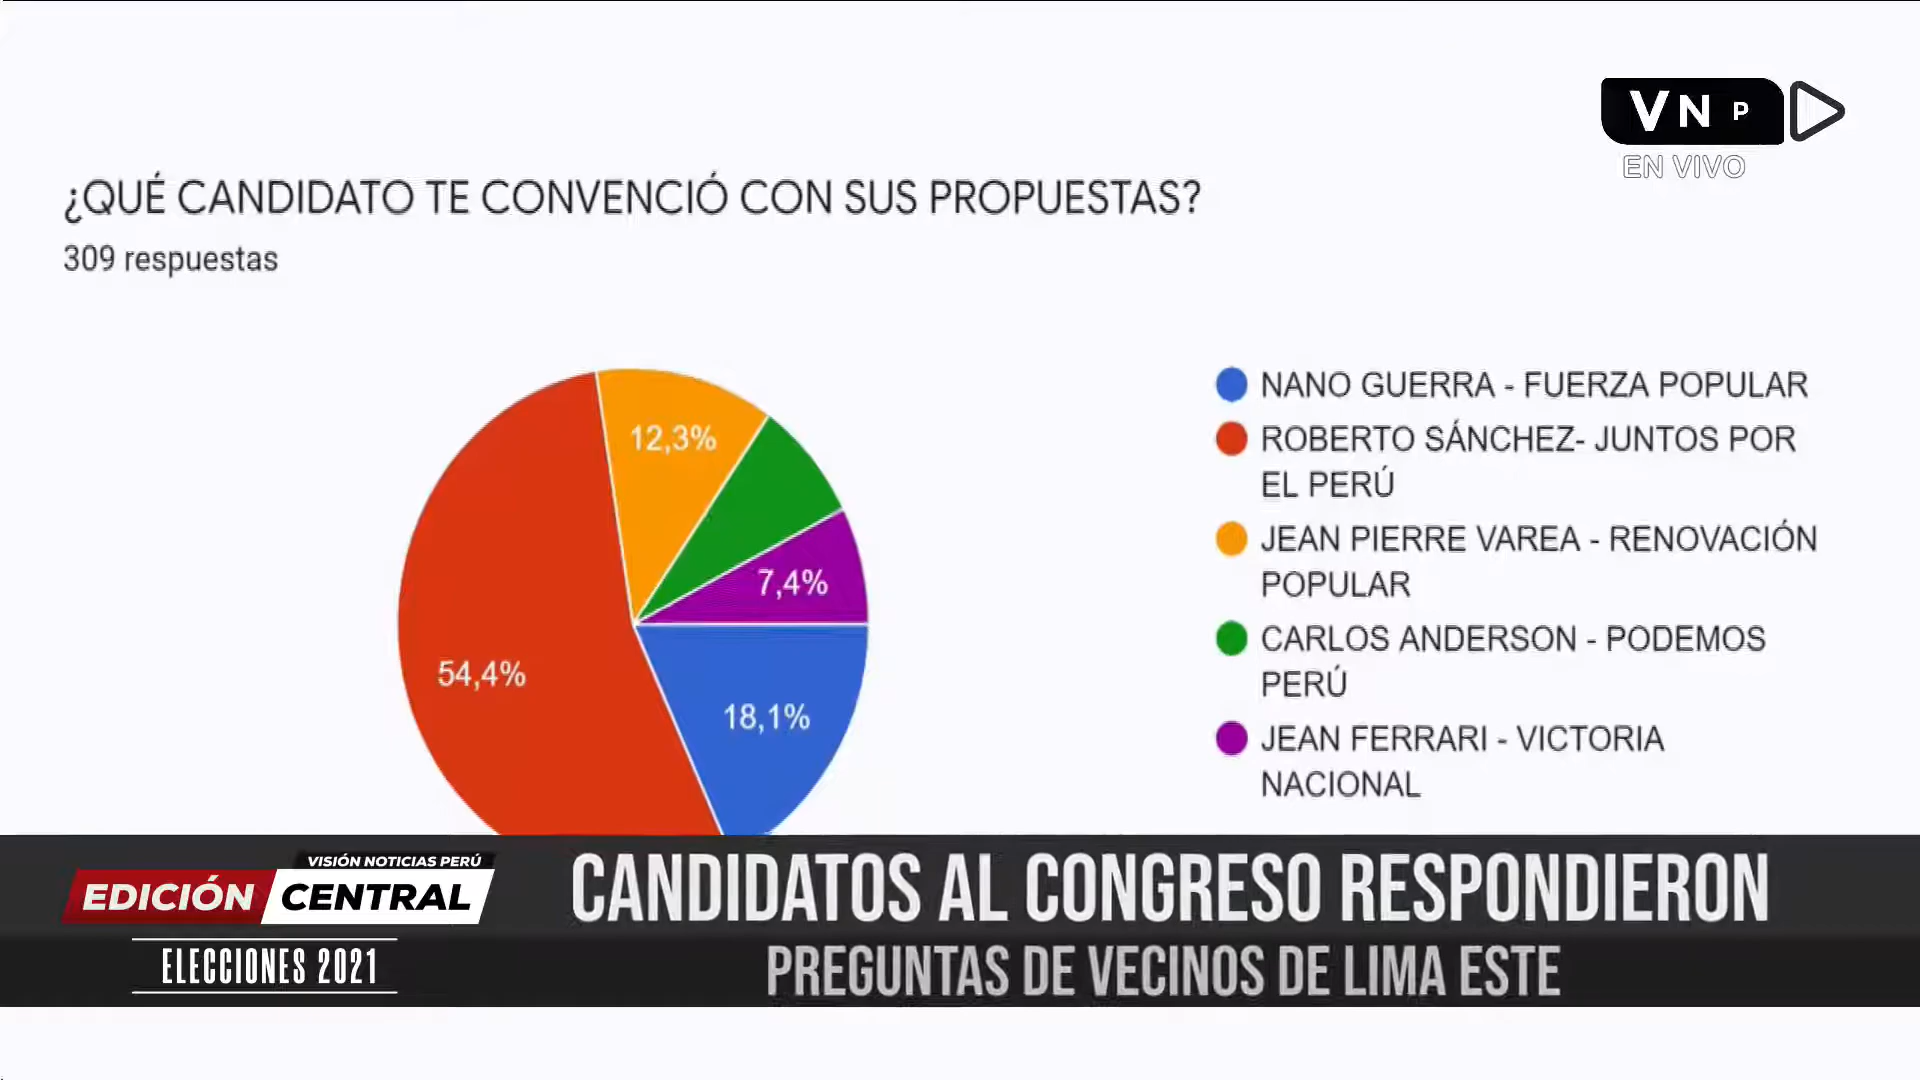 VN P
EN VIVO
¿QUÉ CANDIDATO TE CONVENCIÓ CON SUS PROPUESTAS?
309 respuestas
12,3%
7,4%
54,4%
18,1%
NANO GUERRA - FUERZA POPULAR
ROBERTO SÁNCHEZ- JUNTOS POR
EL PERÚ
JEAN PIERRE VAREA - RENOVACIÓN
POPULAR
CARLOS ANDERSON - PODEMOS
PERÚ
JEAN FERRARI - VICTORIA
NACIONAL
VISIÓN NOTICIAS PERÚ
EDICIÓN CENTRAL
ELECCIONES 2021
CANDIDATOS AL CONGRESO RESPONDIERON
PREGUNTAS DE VECINOS DE LIMA ESTE